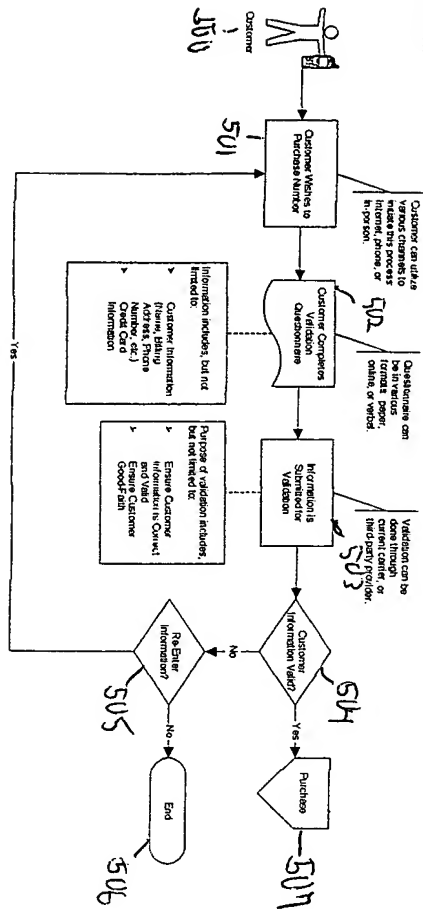 Customer
500
501
Customer Wishes to
Purchase Number
Customer can utilize
various channels to
initiate this process:
Internet, phone, or
in-person.
502
Customer Completes
Validation
Questionnaire
Questionnaire can
be in various
formats: paper,
online, or verbal.
Information includes, but not
limited to:
➤ Customer Information
(Name, Billing
Address, Phone
Number, etc.)
➤ Credit Card
Information
503
Information is
Submitted for
Validation
Validation can be
done through
current carrier, or
third-party provider.
Purpose of validation includes,
but not limited to:
➤ Ensure Customer
Information is Correct
and Valid
➤ Ensure Customer
Good-Faith
504
Customer
Information Valid?
Yes
Purchase
507
No
505
Re-Enter
Information?
Yes
No
End
506